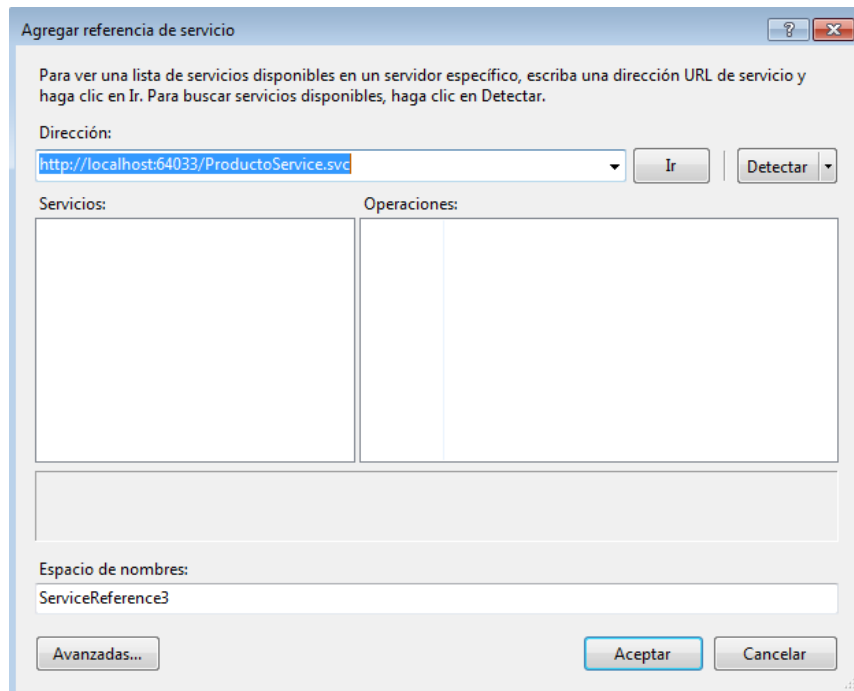 Agregar referencia de servicio
Para ver una lista de servicios disponibles en un servidor específico, escriba una dirección URL de servicio y
haga clic en Ir. Para buscar servicios disponibles, haga clic en Detectar.
Dirección:
http://localhost:64033/ProductoService.svc
Ir
Detectar
Servicios:
Operaciones:
Espacio de nombres:
ServiceReference3
Avanzadas...
Aceptar
Cancelar